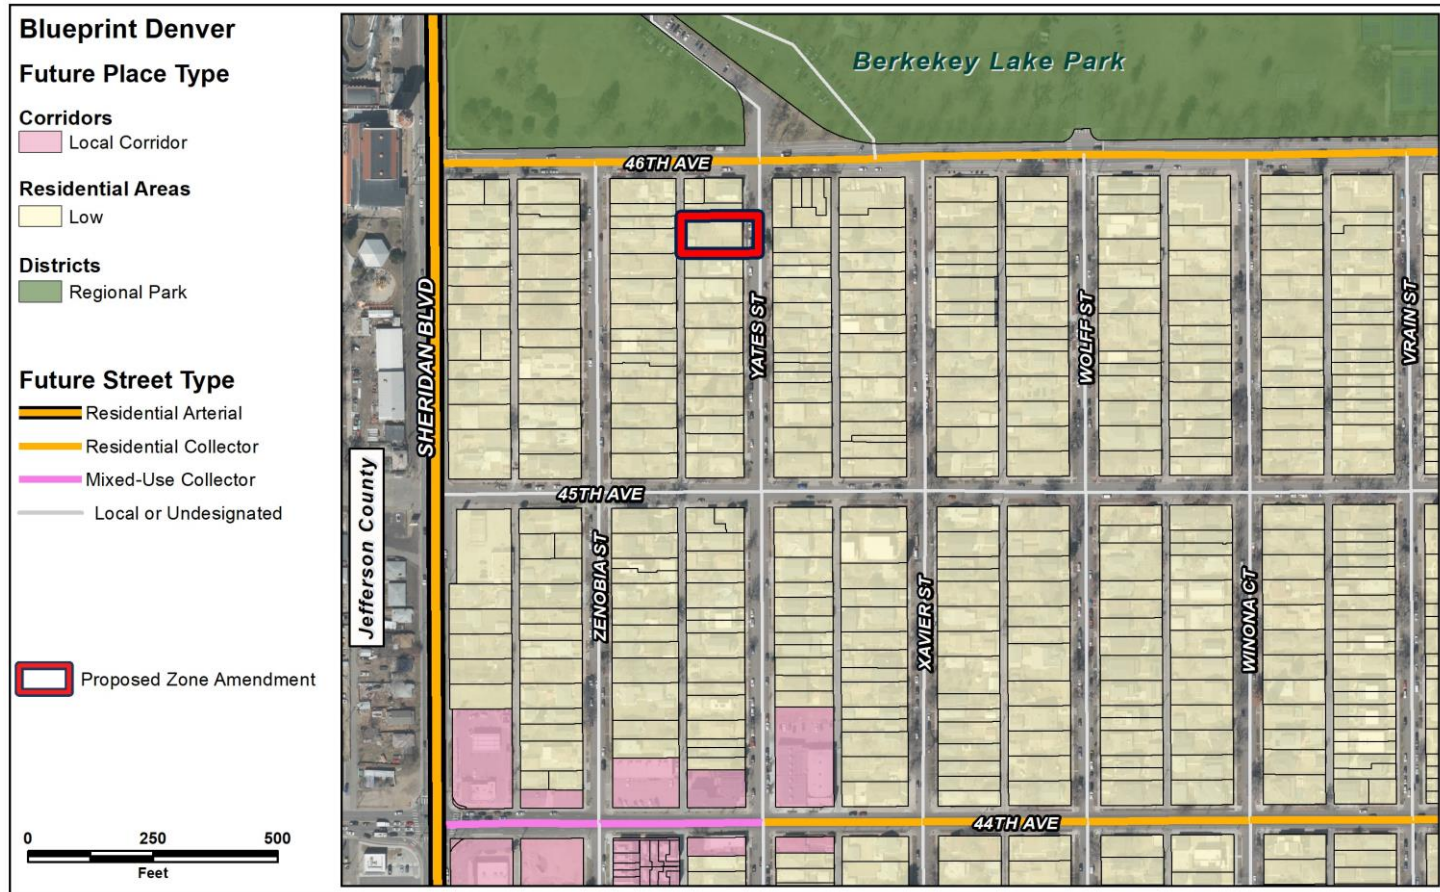 Blueprint Denver
Future Place Type
Corridors
Local Corridor
Residential Areas
Low
Districts
Regional Park
Future Street Type
Residential Arterial
Residential Collector
Mixed-Use Collector
Local or Undesignated
Proposed Zone Amendment
0 250 500
Feet
Berkekey Lake Park
46TH AVE
SHERIDAN BLVD
YATES ST
WOLFF ST
VRAIN ST
Jefferson County
45TH AVE
ZENOBIA ST
XAVIER ST
WINONA CT
44TH AVE